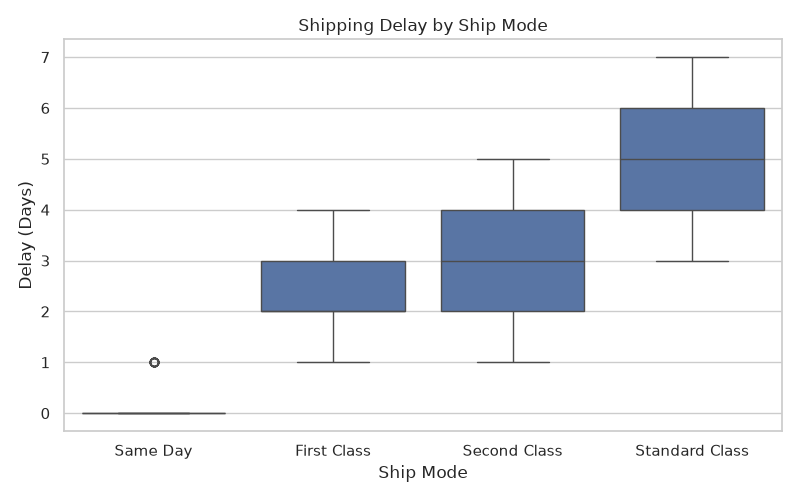 Shipping Delay by Ship Mode
Delay (Days)
7
6
5
4
3
2
1
0
Same Day First Class Second Class Standard Class
Ship Mode